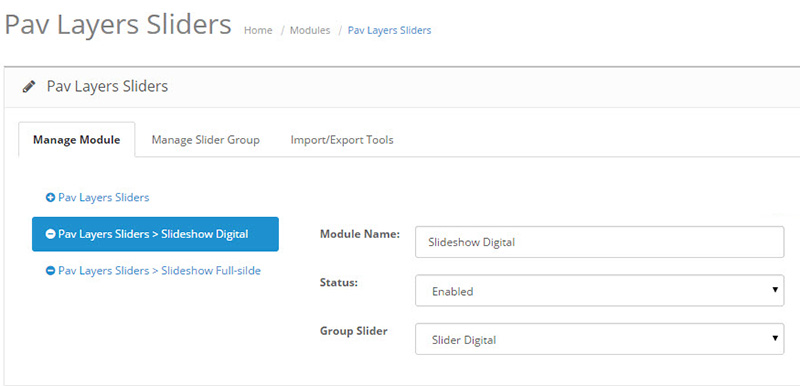 Pav Layers Sliders Home / Modules / Pav Layers Sliders
Pav Layers Sliders
Manage Module Manage Slider Group Import/Export Tools
Pav Layers Sliders
Pav Layers Sliders > Slideshow Digital
Pav Layers Sliders > Slideshow Full-silde
Module Name: Slideshow Digital
Status: Enabled
Group Slider Slider Digital